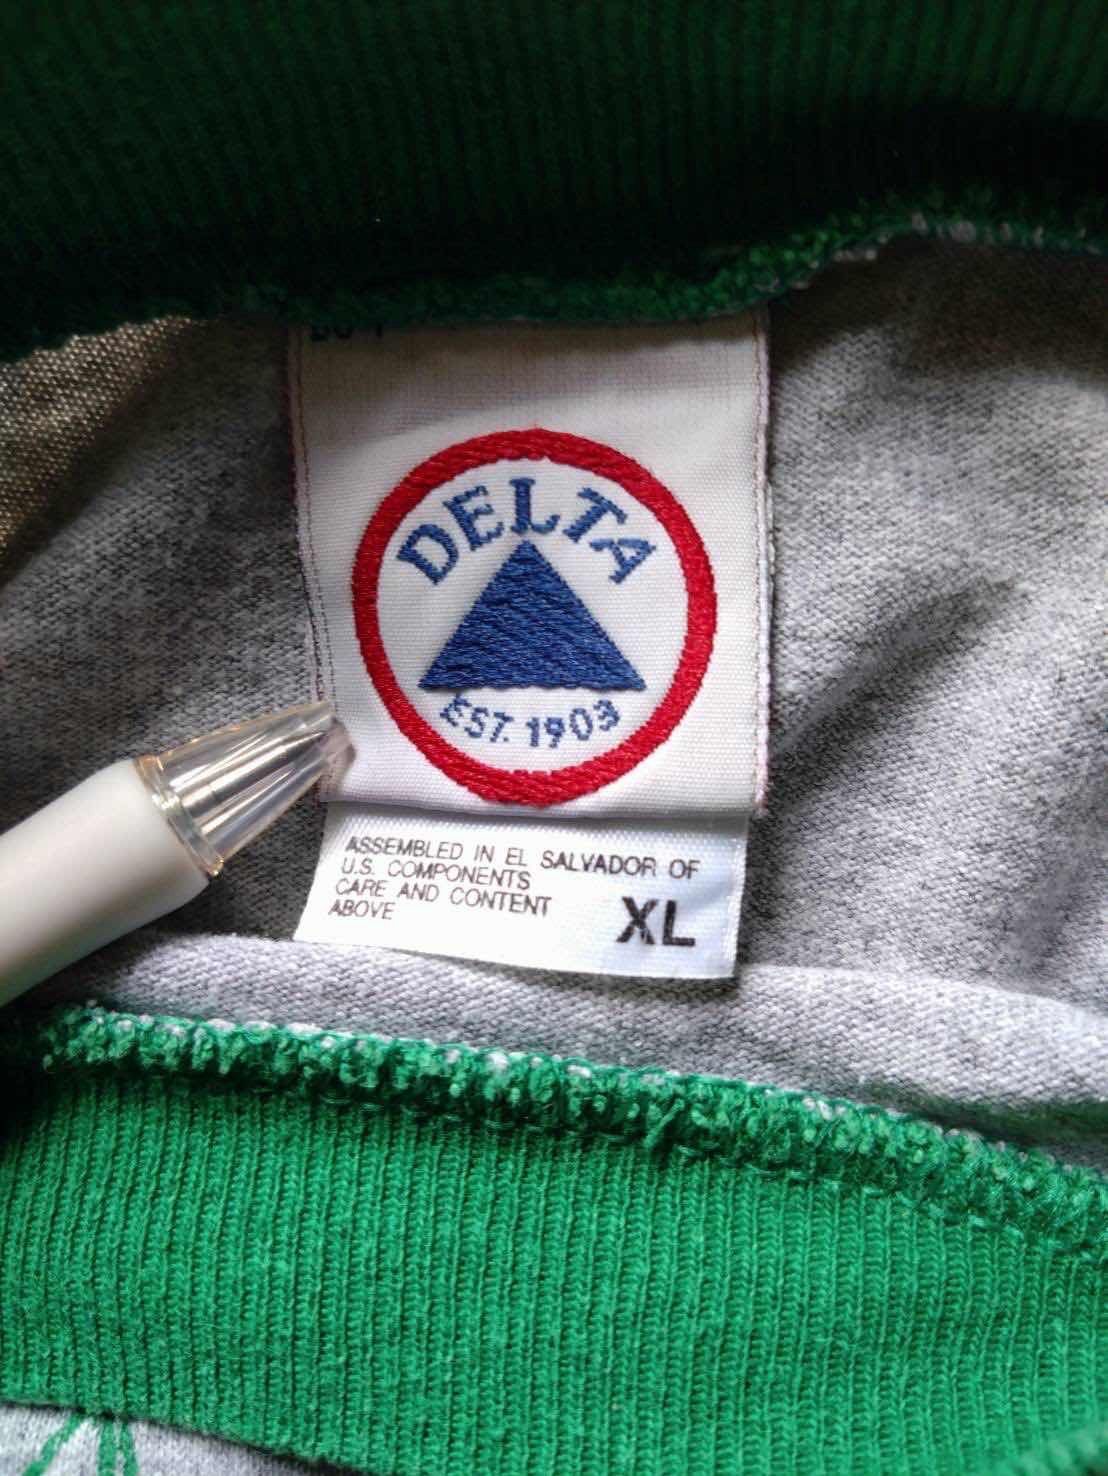 DELTA
EST. 1903
ASSEMBLED IN EL SALVADOR OF
U.S. COMPONENTS
CARE AND CONTENT
ABOVE
XL